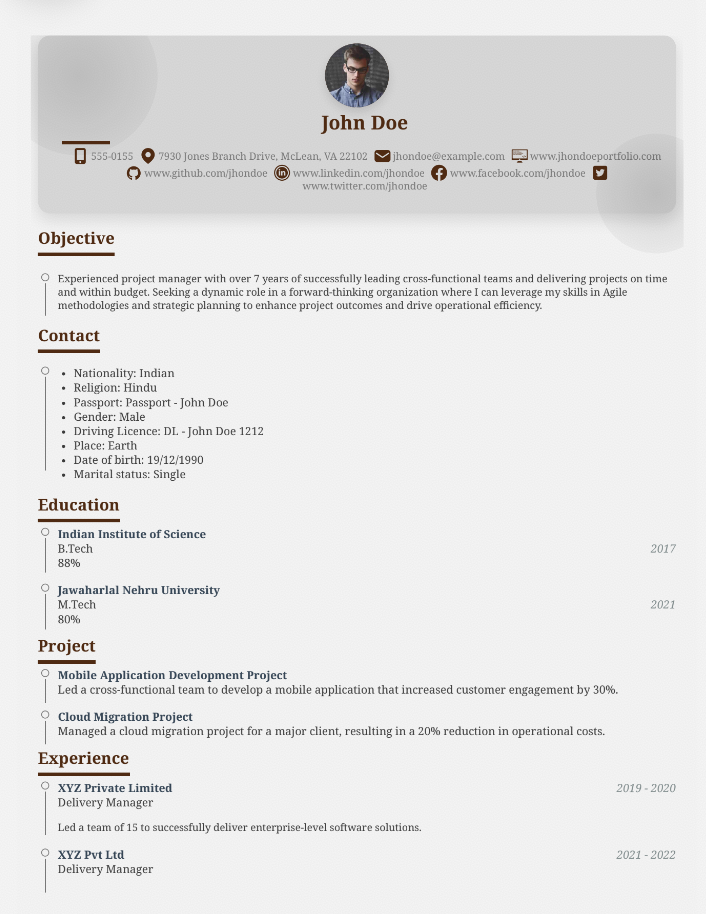 John Doe
555-0155 7930 Jones Branch Drive, McLean, VA 22102 jhondoe@example.com www.jhondoeportfolio.com
www.github.com/jhondoe www.linkedin.com/jhondoe www.facebook.com/jhondoe
www.twitter.com/jhondoe
Objective
Experienced project manager with over 7 years of successfully leading cross-functional teams and delivering projects on time
and within budget. Seeking a dynamic role in a forward-thinking organization where I can leverage my skills in Agile
methodologies and strategic planning to enhance project outcomes and drive operational efficiency.
Contact
• Nationality: Indian
• Religion: Hindu
• Passport: Passport - John Doe
• Gender: Male
• Driving Licence: DL - John Doe 1212
• Place: Earth
• Date of birth: 19/12/1990
• Marital status: Single
Education
Indian Institute of Science
B.Tech 2017
88%
Jawaharlal Nehru University
M.Tech 2021
80%
Project
Mobile Application Development Project
Led a cross-functional team to develop a mobile application that increased customer engagement by 30%.
Cloud Migration Project
Managed a cloud migration project for a major client, resulting in a 20% reduction in operational costs.
Experience
XYZ Private Limited 2019 - 2020
Delivery Manager
Led a team of 15 to successfully deliver enterprise-level software solutions.
XYZ Pvt Ltd 2021 - 2022
Delivery Manager